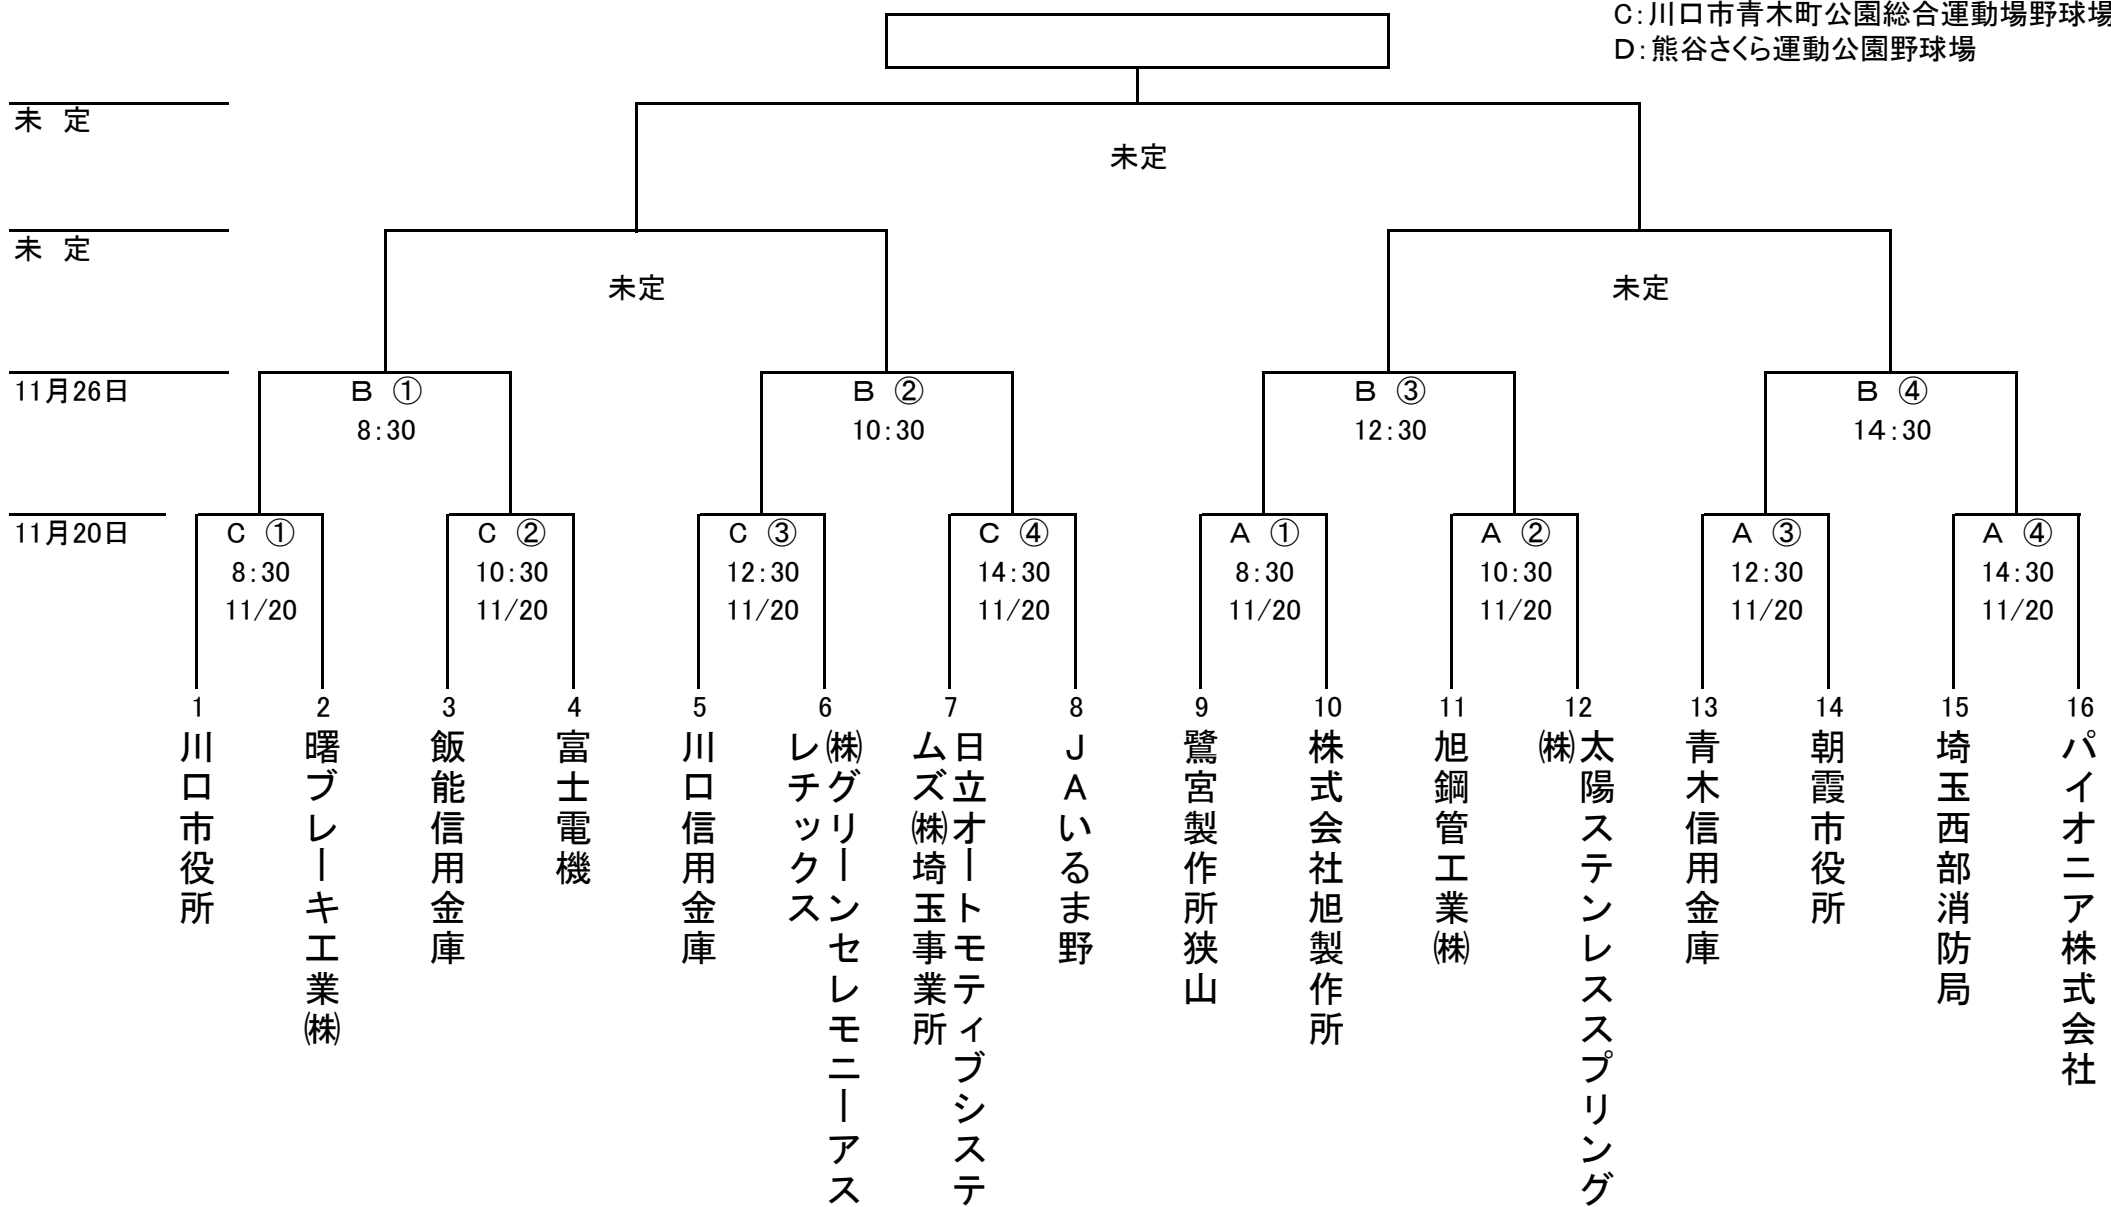 C：川口市青木町公園総合運動場野球場
D：熊谷さくら運動公園野球場
未 定
未定
未 定
未定
未定
11月26日
B ①
8：30
B ②
10：30
B ③
12：30
B ④
14：30
11月20日
C ①
8：30
11/20
C ②
10：30
11/20
C ③
12：30
11/20
C ④
14：30
11/20
A ①
8：30
11/20
A ②
10：30
11/20
A ③
12：30
11/20
A ④
14：30
11/20
1
川口市役所
2
曙ブレーキ工業㈱
3
飯能信用金庫
4
富士電機
5
川口信用金庫
6
㈱グリーンセレモニーアス
レチックス
7
日立オートモティブシステ
ムズ㈱埼玉事業所
8
JAいるま野
9
鷺宮製作所狭山
10
株式会社旭製作所
11
旭鋼管工業㈱
12
太陽ステンレススプリング
㈱
13
青木信用金庫
14
朝霞市役所
15
埼玉西部消防局
16
パイオニア株式会社